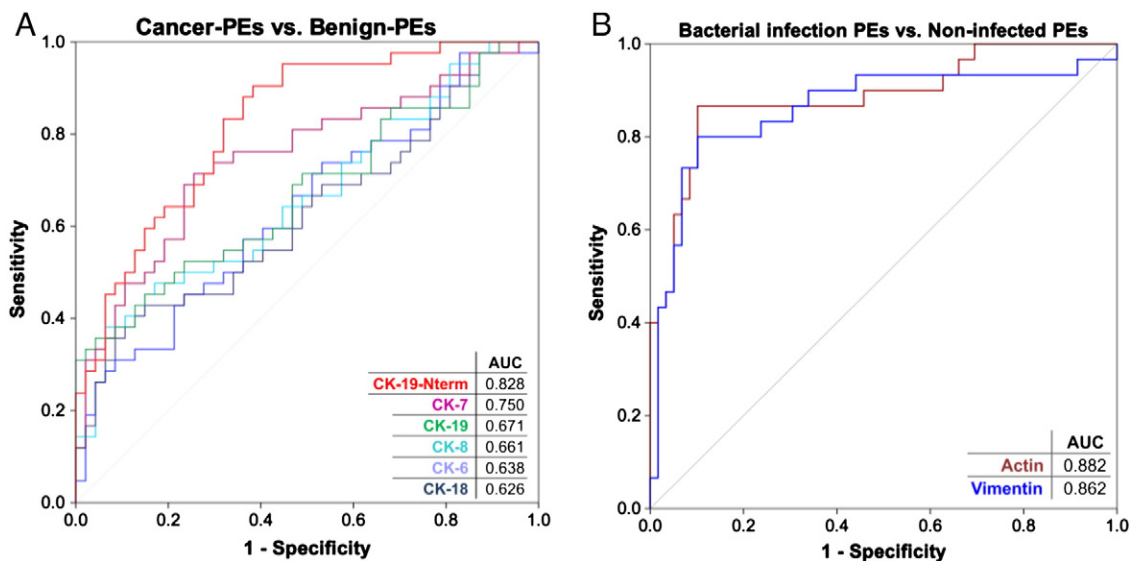 A
Cancer-PEs vs. Benign-PEs
1.0
0.8
0.6
0.4
0.2
0.0
Sensitivity
0.0 0.2 0.4 0.6 0.8 1.0
1 - Specificity
AUC
CK-19-Nterm 0.828
CK-7 0.750
CK-19 0.671
CK-8 0.661
CK-6 0.638
CK-18 0.626
B
Bacterial infection PEs vs. Non-infected PEs
1.0
0.8
0.6
0.4
0.2
0.0
Sensitivity
0.0 0.2 0.4 0.6 0.8 1.0
1 - Specificity
AUC
Actin 0.882
Vimentin 0.862